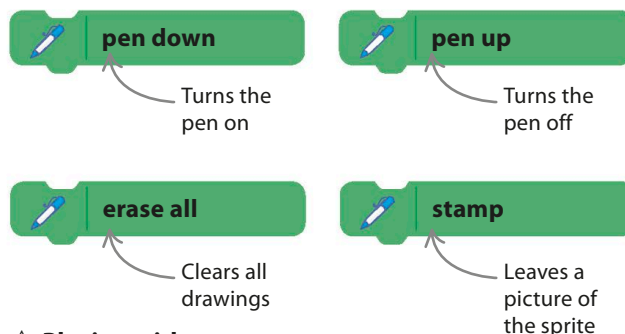 pen down
pen up
Turns the
pen on
Turns the
pen off
erase all
stamp
Clears all
drawings
Leaves a
picture of
the sprite